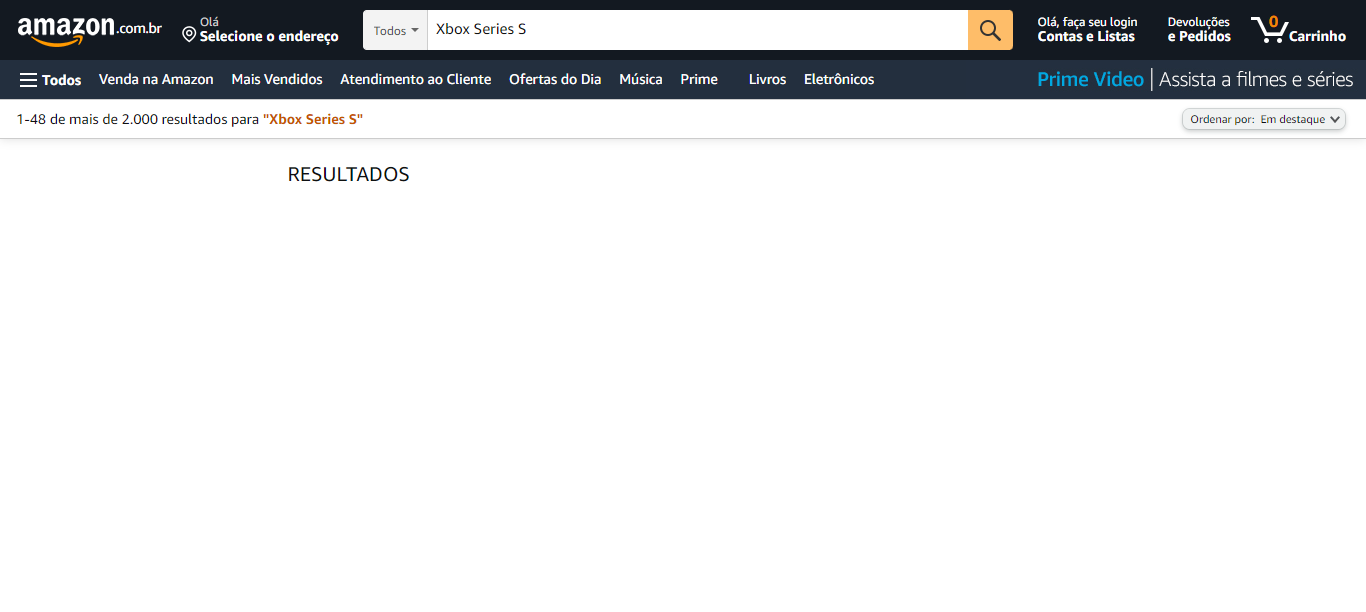 amazon.com.br
Olá
Selecione o endereço
Todos
Xbox Series S
Olá, faça seu login
Contas e Listas
Devoluções
e Pedidos
0
Carrinho
Todos Venda na Amazon Mais Vendidos Atendimento ao Cliente Ofertas do Dia Música Prime Livros Eletrônicos
Prime Video | Assista a filmes e séries
1-48 de mais de 2.000 resultados para "Xbox Series S"
Ordenar por: Em destaque
RESULTADOS